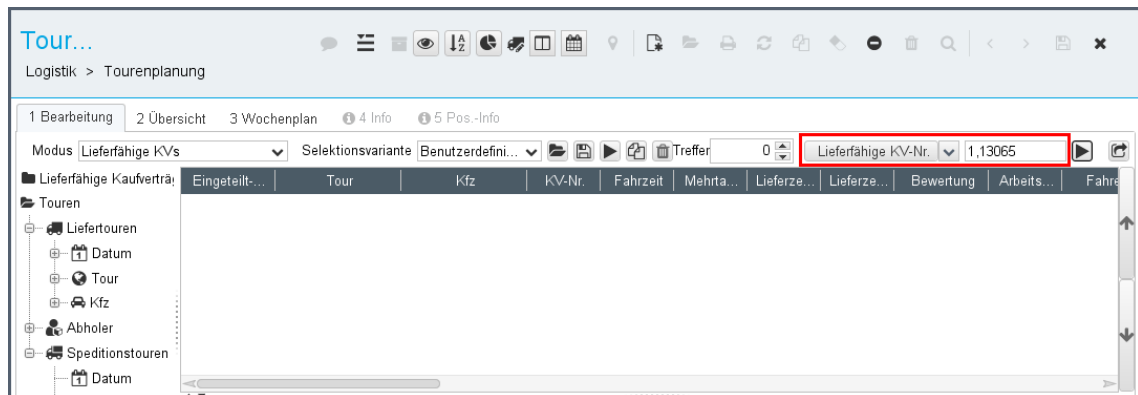 Tour...
Logistik > Tourenplanung
1 Bearbeitung 2 Übersicht 3 Wochenplan 4 Info 5 Pos.-Info
Modus Lieferfähige KVs Selektionsvariante Benutzerdefini... Treffer 0 Lieferfähige KV-Nr. 1,13065
Lieferfähige Kaufverträ Eingeteilt-... Tour Kfz KV-Nr. Fahrzeit Mehrta... Lieferze... Lieferze... Bewertung Arbeits... Fahre
Touren
Liefertouren
Datum
Tour
Kfz
Abholer
Speditionstouren
Datum